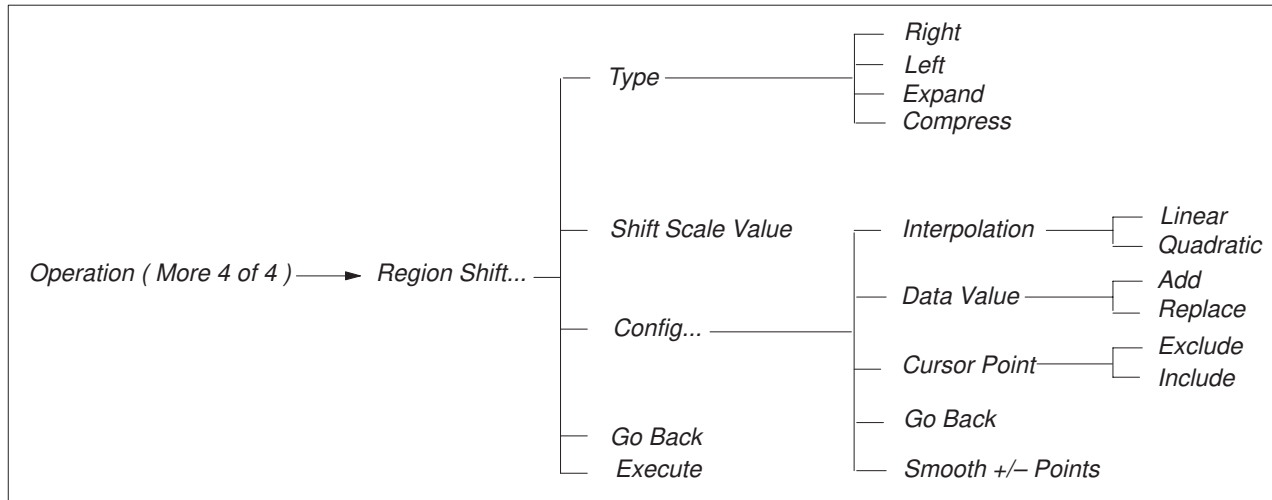 Right
Left
Expand
Compress
Type
Shift Scale Value
Operation ( More 4 of 4 )
Region Shift...
Config...
Go Back
Execute
Interpolation
Linear
Quadratic
Data Value
Add
Replace
Cursor Point
Exclude
Include
Go Back
Smooth +/– Points